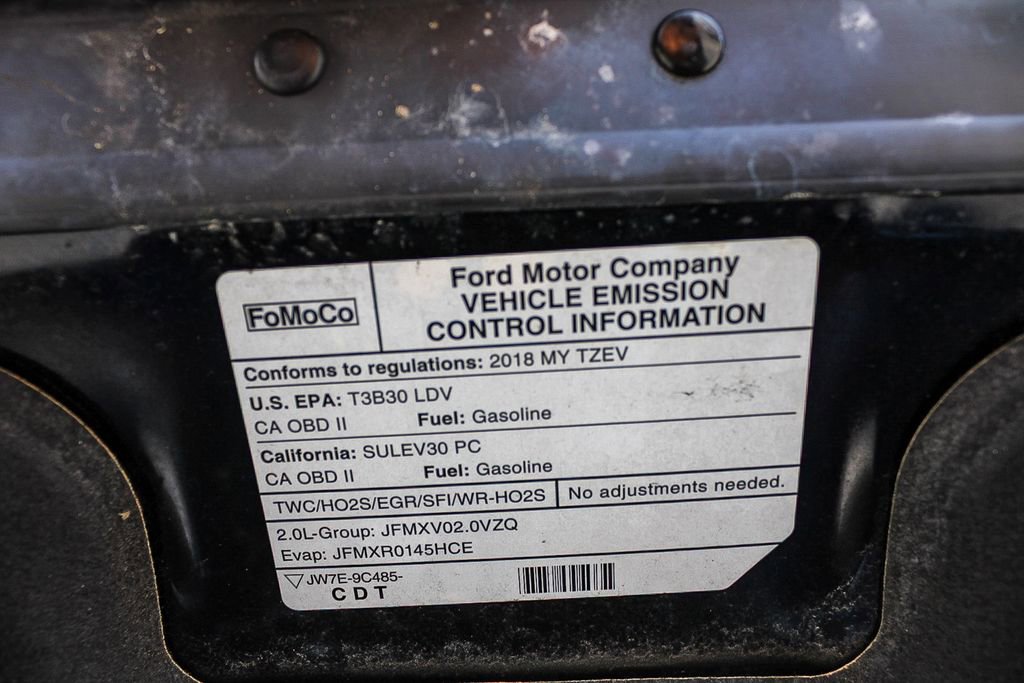 FoMoCo
Ford Motor Company
VEHICLE EMISSION
CONTROL INFORMATION
Conforms to regulations: 2018 MY TZEV
U.S. EPA: T3B30 LDV
CA OBD II Fuel: Gasoline
California: SULEV30 PC
CA OBD II Fuel: Gasoline
TWC/HO2S/EGR/SFI/WR-HO2S No adjustments needed.
2.0L-Group: JFMXV02.0VZQ
Evap: JFMXR0145HCE
JW7E-9C485-
CDT